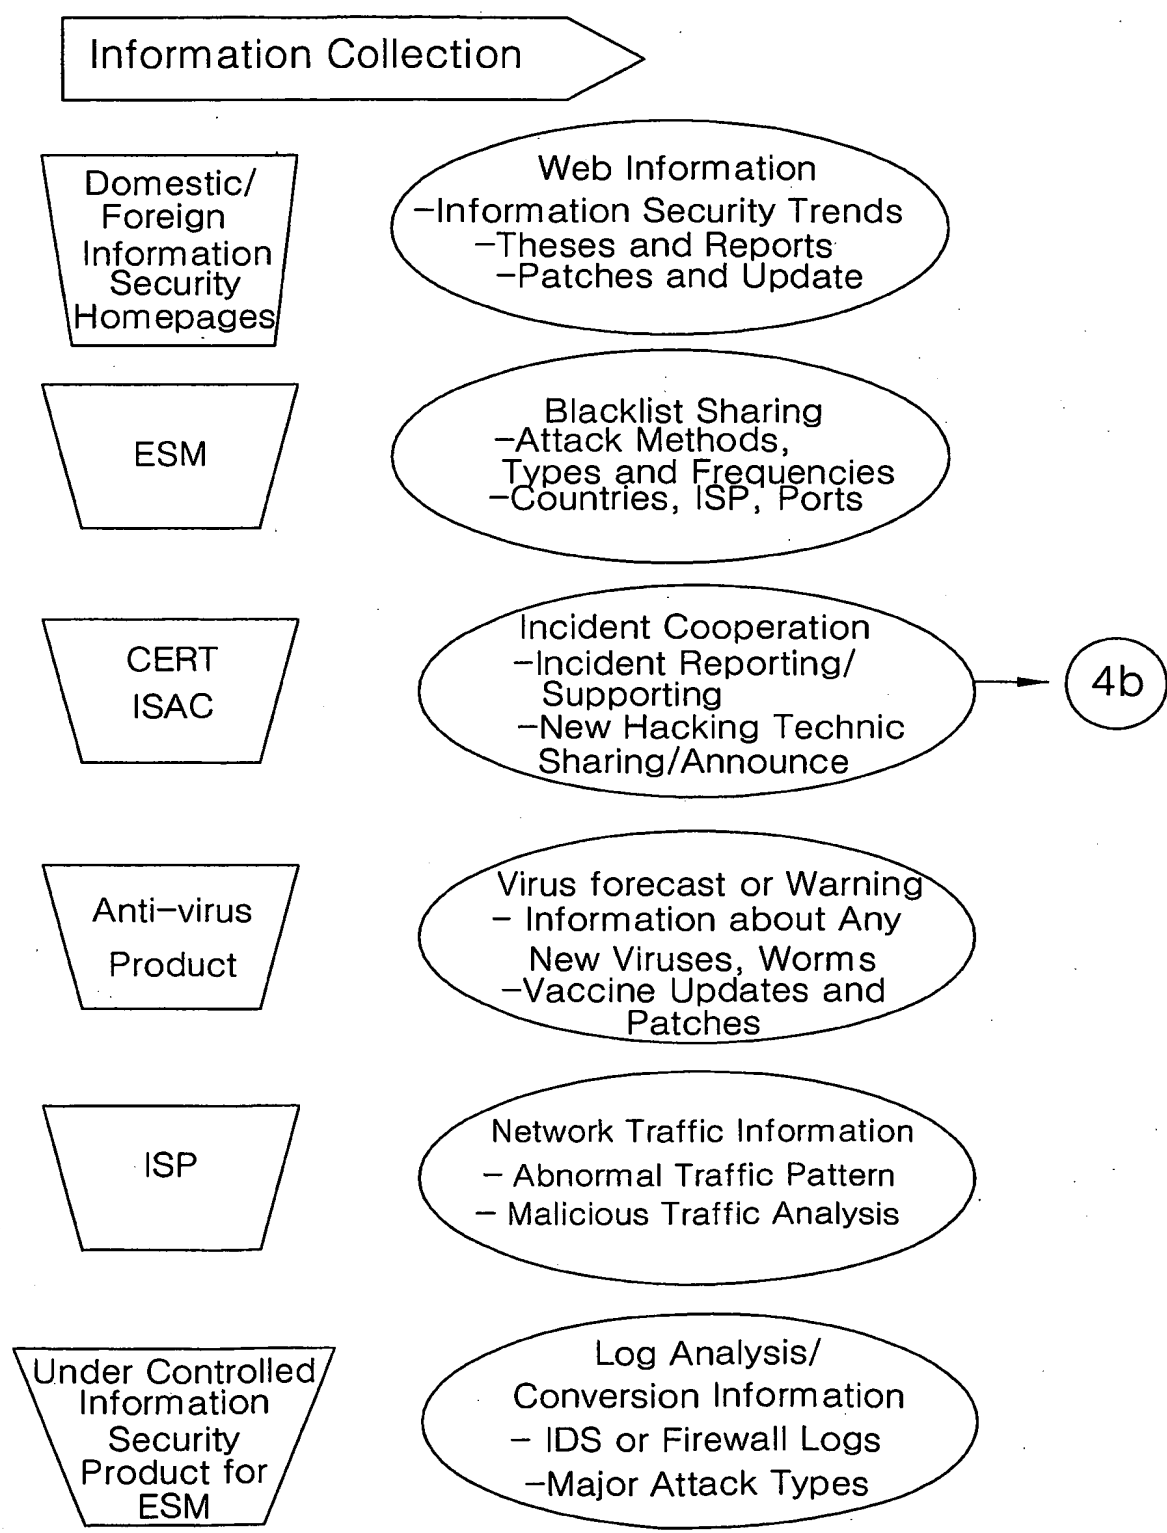 Information Collection
Domestic/
Foreign
Information
Security
Homepages
Web Information
-Information Security Trends
-Theses and Reports
-Patches and Update
ESM
Blacklist Sharing
-Attack Methods,
Types and Frequencies
-Countries, ISP, Ports
CERT
ISAC
Incident Cooperation
-Incident Reporting/
Supporting
-New Hacking Technic
Sharing/Announce
4b
Anti-virus
Product
Virus forecast or Warning
- Information about Any
New Viruses, Worms
-Vaccine Updates and
Patches
ISP
Network Traffic Information
- Abnormal Traffic Pattern
- Malicious Traffic Analysis
Under Controlled
Information
Security
Product for
ESM
Log Analysis/
Conversion Information
- IDS or Firewall Logs
-Major Attack Types